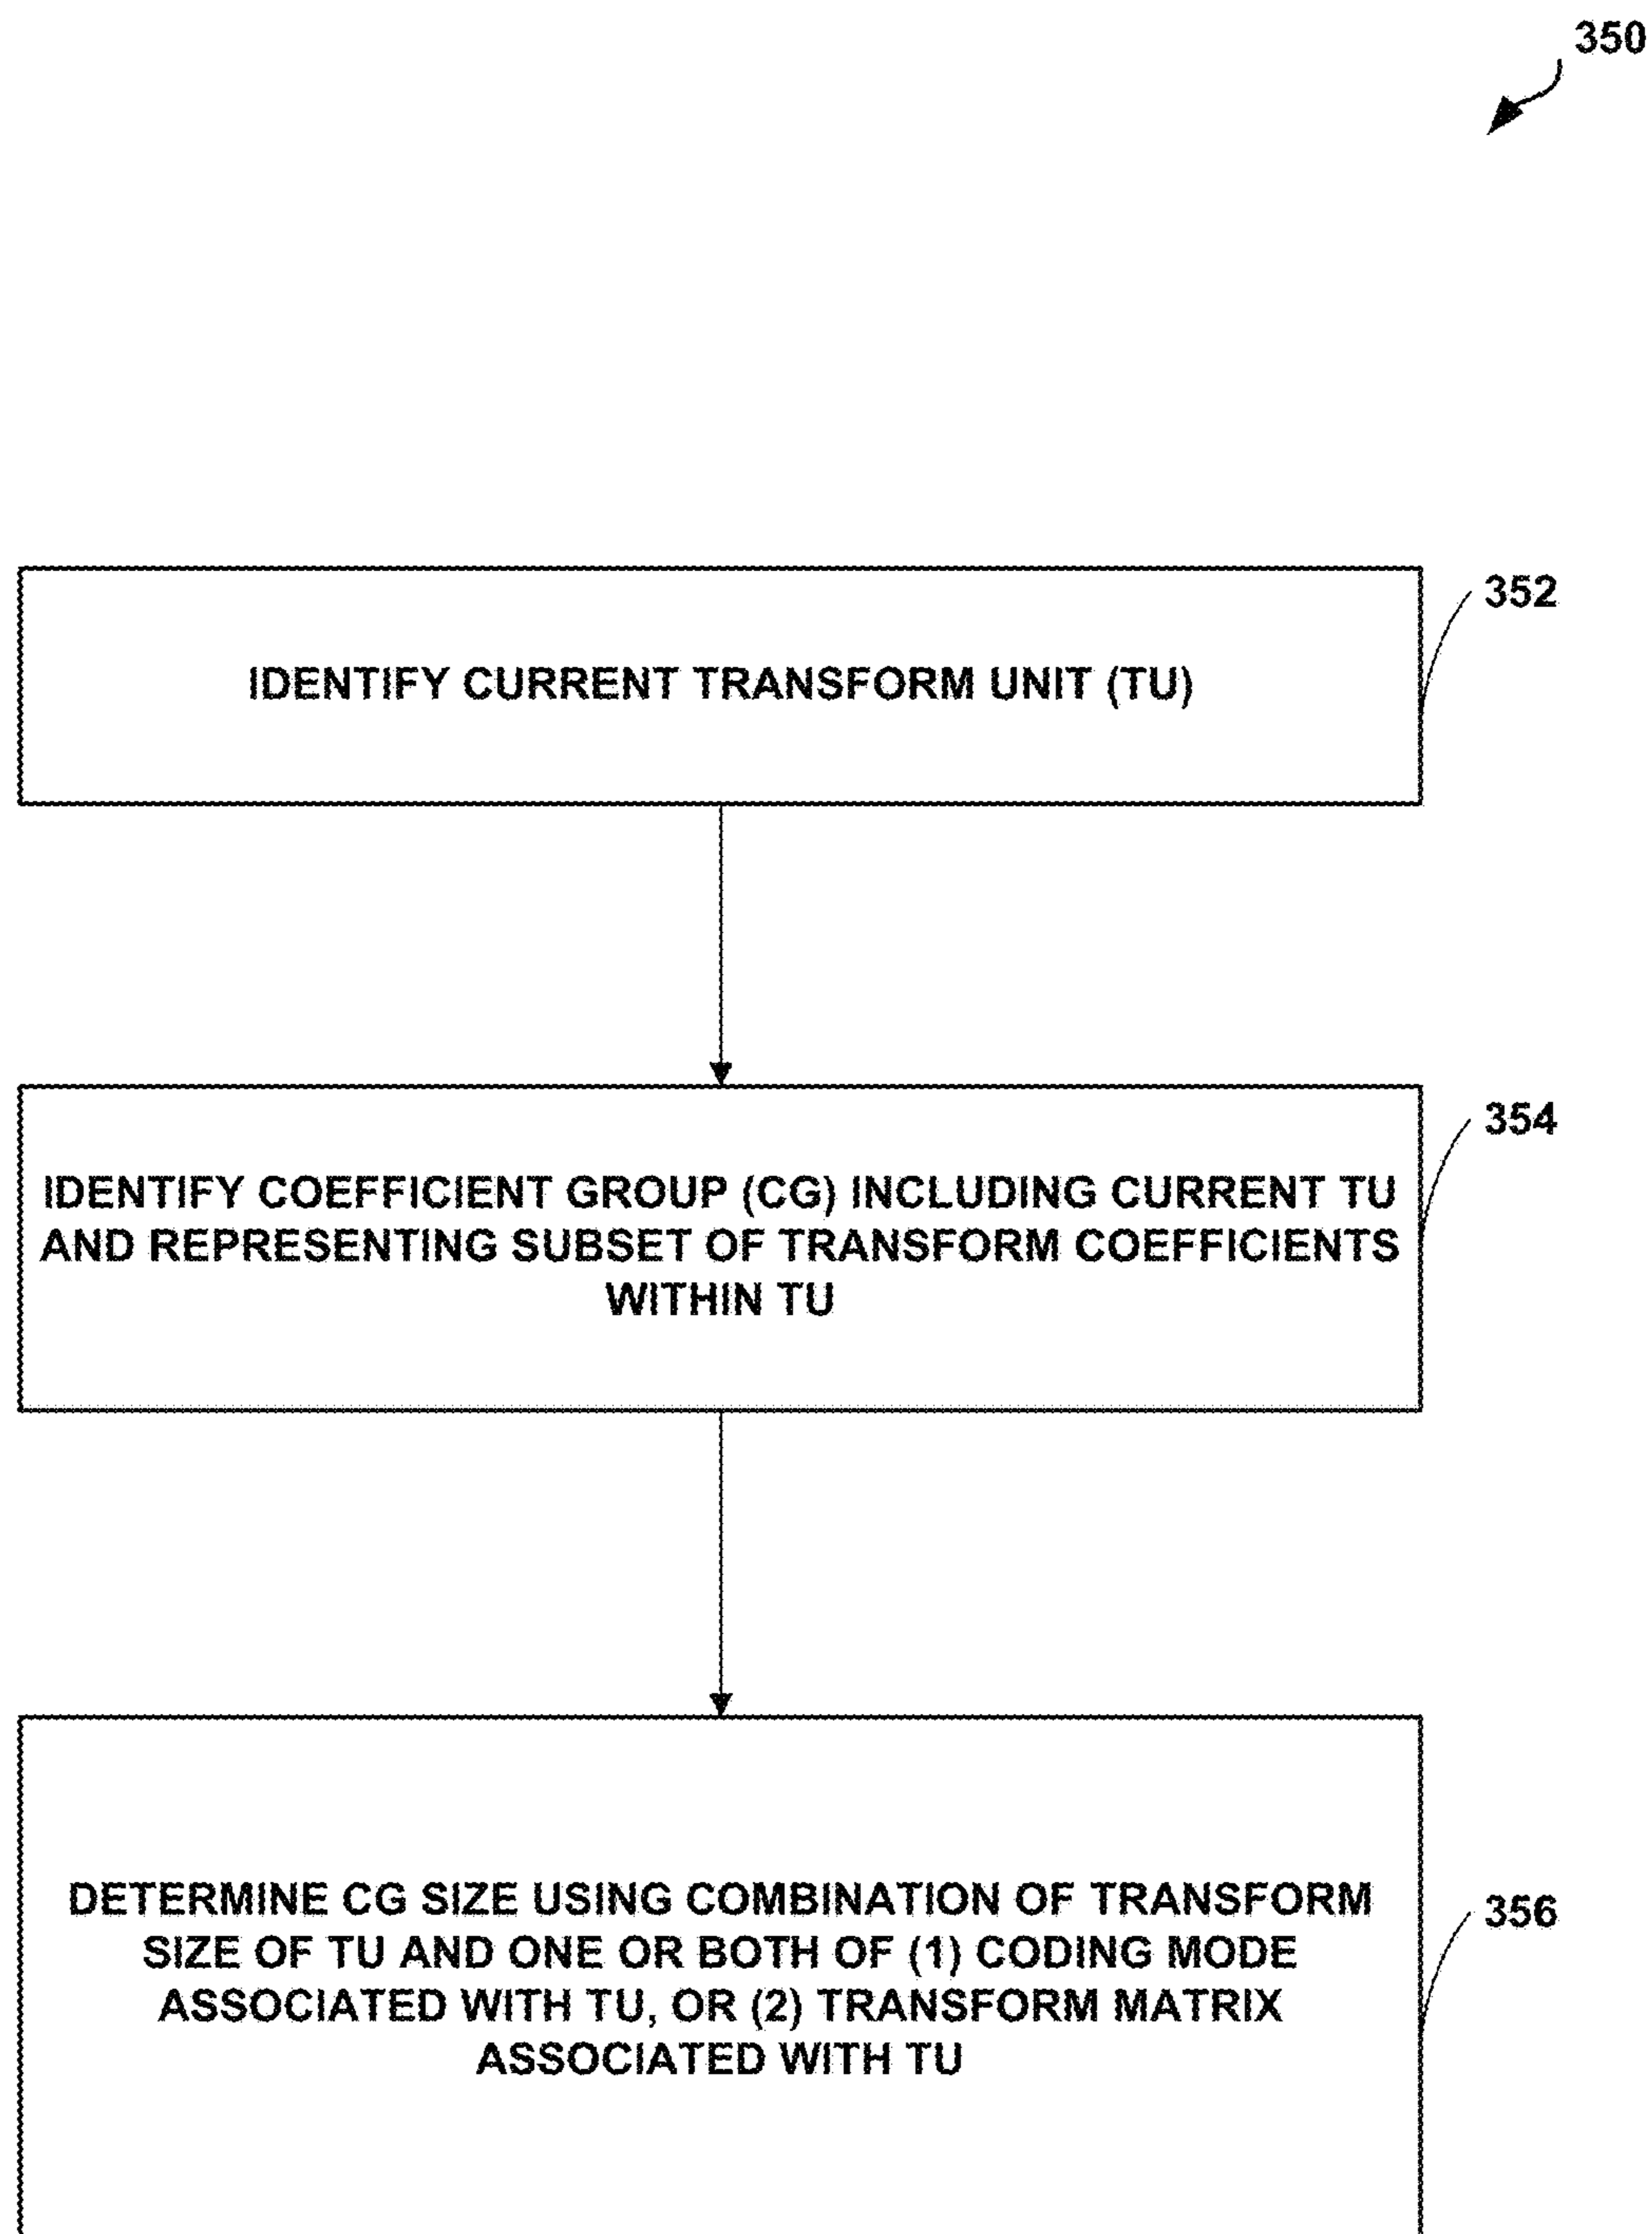 350
IDENTIFY CURRENT TRANSFORM UNIT (TU)
352
IDENTIFY COEFFICIENT GROUP (CG) INCLUDING CURRENT TU
AND REPRESENTING SUBSET OF TRANSFORM COEFFICIENTS
WITHIN TU
354
DETERMINE CG SIZE USING COMBINATION OF TRANSFORM
SIZE OF TU AND ONE OR BOTH OF (1) CODING MODE
ASSOCIATED WITH TU, OR (2) TRANSFORM MATRIX
ASSOCIATED WITH TU
356